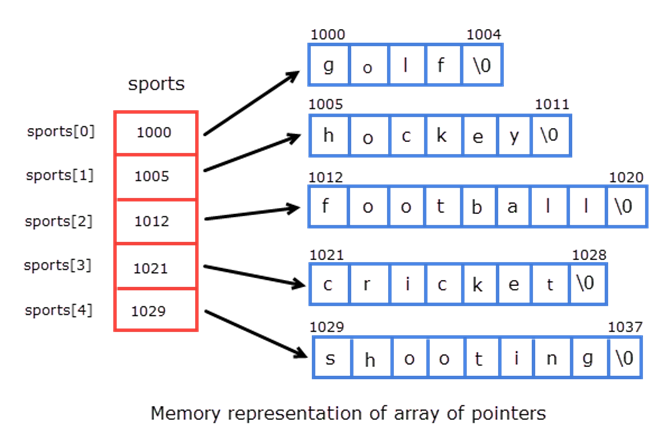 1000 1004
g o l f \0
sports
1005 1011
sports[0] 1000
h o c k e y \0
sports[1] 1005
1012 1020
f o o t b a l l \0
sports[2] 1012
1021 1028
sports[3] 1021
c r i c k e t \0
sports[4] 1029
1029 1037
s h o o t i n g \0
Memory representation of array of pointers